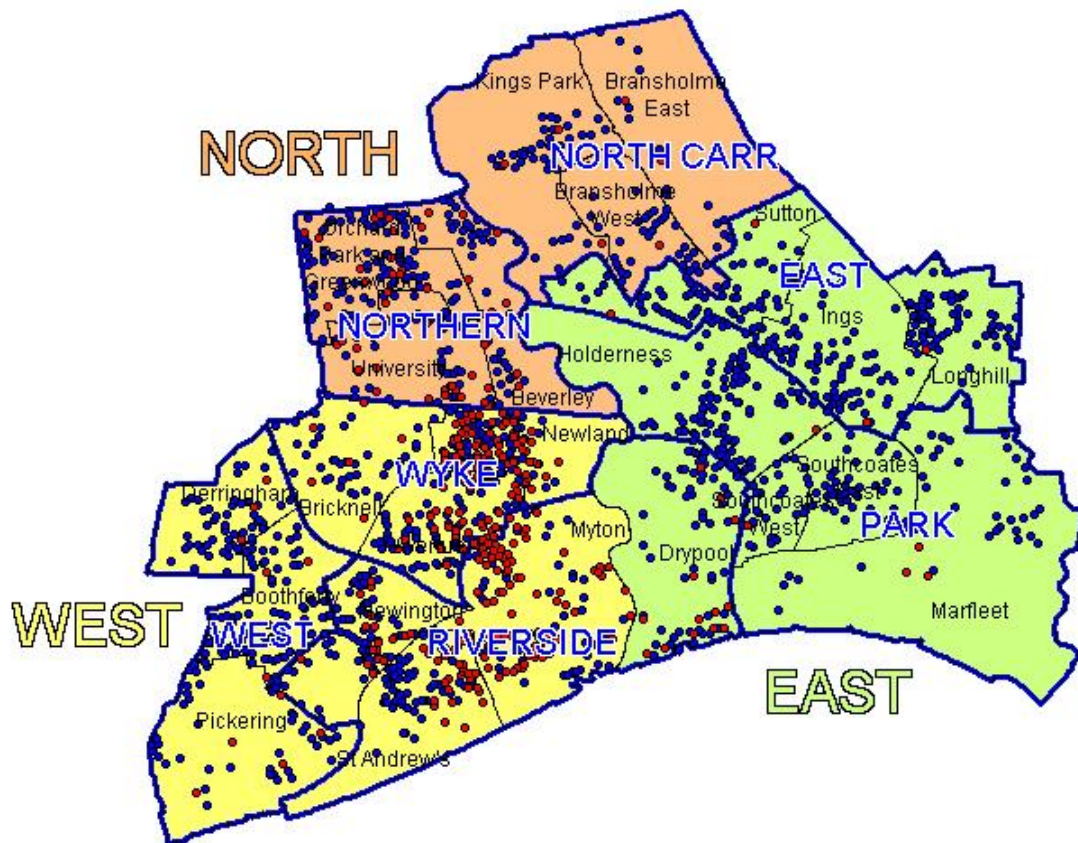 Kings Park
Bransholme
East
NORTH
NORTH CARR
Bransholme
West
Sutton
Orchard
Park and
Greenwood
EAST
NORTHERN
Ings
Holderness
University
Longhill
Beverley
Newland
WYKE
Southcoates
East
Derringham
Bricknell
Southcoates
West
Myton
PARK
Avenue
Drypool
Boothferry
Newington
Marfleet
WEST
WEST
RIVERSIDE
EAST
Pickering
St Andrew's